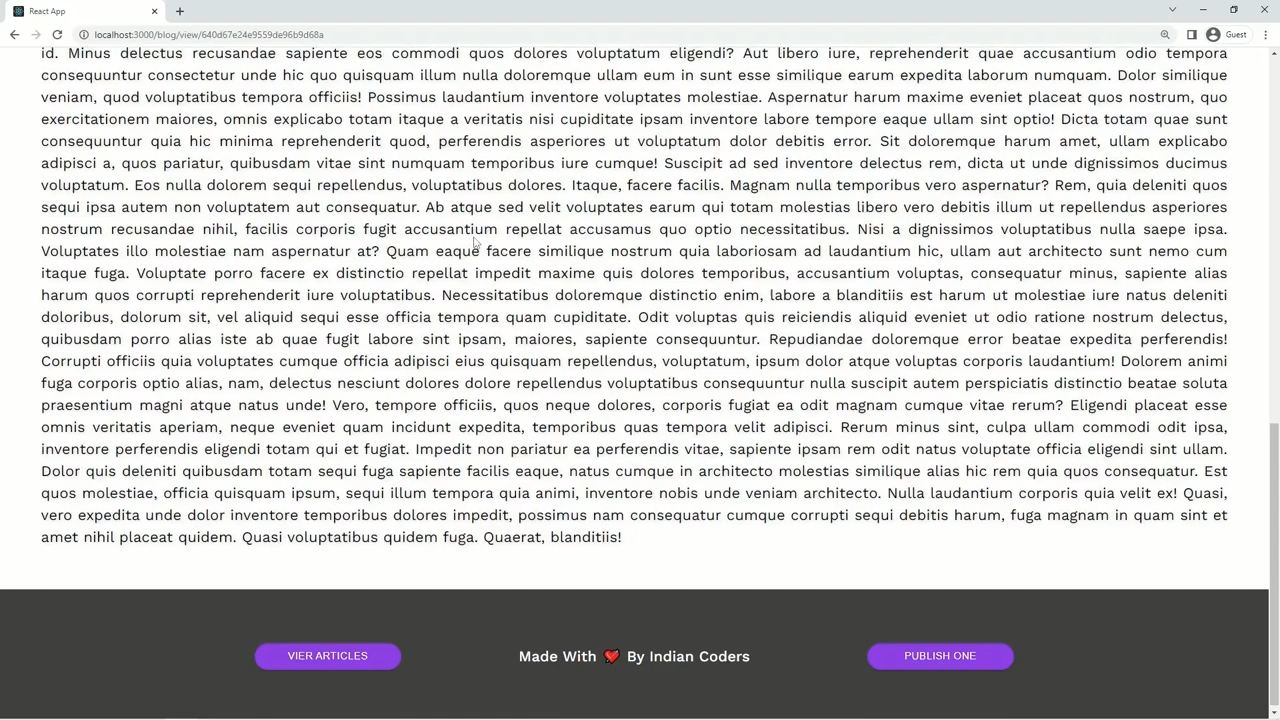 React App
localhost:3000/blog/view/640d67e24e9559de96b9d68a
Guest
id. Minus delectus recusandae sapiente eos commodi quos dolores voluptatum eligendi? Aut libero iure, reprehenderit quae accusantium odio tempora
consequuntur consectetur unde hic quo quisquam illum nulla doloremque ullam eum in sunt esse similique earum expedita laborum numquam. Dolor similique
veniam, quod voluptatibus tempora officiis! Possimus laudantium inventore voluptates molestiae. Aspernatur harum maxime eveniet placeat quos nostrum, quo
exercitationem maiores, omnis explicabo totam itaque a veritatis nisi cupiditate ipsam inventore labore tempore eaque ullam sint optio! Dicta totam quae sunt
consequuntur quia hic minima reprehenderit quod, perferendis asperiores ut voluptatum dolor debitis error. Sit doloremque harum amet, ullam explicabo
adipisci a, quos pariatur, quibusdam vitae sint numquam temporibus iure cumque! Suscipit ad sed inventore delectus rem, dicta ut unde dignissimos ducimus
voluptatum. Eos nulla dolorem sequi repellendus, voluptatibus dolores. Itaque, facere facilis. Magnam nulla temporibus vero aspernatur? Rem, quia deleniti quos
sequi ipsa autem non voluptatem aut consequatur. Ab atque sed velit voluptates earum qui totam molestias libero vero debitis illum ut repellendus asperiores
nostrum recusandae nihil, facilis corporis fugit accusantium repellat accusamus quo optio necessitatibus. Nisi a dignissimos voluptatibus nulla saepe ipsa.
Voluptates illo molestiae nam aspernatur at? Quam eaque facere similique nostrum quia laboriosam ad laudantium hic, ullam aut architecto sunt nemo cum
itaque fuga. Voluptate porro facere ex distinctio repellat impedit maxime quis dolores temporibus, accusantium voluptas, consequatur minus, sapiente alias
harum quos corrupti reprehenderit iure voluptatibus. Necessitatibus doloremque distinctio enim, labore a blanditiis est harum ut molestiae iure natus deleniti
doloribus, dolorum sit, vel aliquid sequi esse officia tempora quam cupiditate. Odit voluptas quis reiciendis aliquid eveniet ut odio ratione nostrum delectus,
quibusdam porro alias iste ab quae fugit labore sint ipsam, maiores, sapiente consequuntur. Repudiandae doloremque error beatae expedita perferendis!
Corrupti officiis quia voluptates cumque officia adipisci eius quisquam repellendus, voluptatum, ipsum dolor atque voluptas corporis laudantium! Dolorem animi
fuga corporis optio alias, nam, delectus nesciunt dolores dolore repellendus voluptatibus consequuntur nulla suscipit autem perspiciatis distinctio beatae soluta
praesentium magni atque natus unde! Vero, tempore officiis, quos neque dolores, corporis fugiat ea odit magnam cumque vitae rerum? Eligendi placeat esse
omnis veritatis aperiam, neque eveniet quam incidunt expedita, temporibus quas tempora velit adipisci. Rerum minus sint, culpa ullam commodi odit ipsa,
inventore perferendis eligendi totam qui et fugiat. Impedit non pariatur ea perferendis vitae, sapiente ipsam rem odit natus voluptate officia eligendi sint ullam.
Dolor quis deleniti quibusdam totam sequi fuga sapiente facilis eaque, natus cumque in architecto molestias similique alias hic rem quia quos consequatur. Est
quos molestiae, officia quisquam ipsum, sequi illum tempora quia animi, inventore nobis unde veniam architecto. Nulla laudantium corporis quia velit ex! Quasi,
vero expedita unde dolor inventore temporibus dolores impedit, possimus nam consequatur cumque corrupti sequi debitis harum, fuga magnam in quam sint et
amet nihil placeat quidem. Quasi voluptatibus quidem fuga. Quaerat, blanditiis!
VIER ARTICLES
Made With ❤️ By Indian Coders
PUBLISH ONE